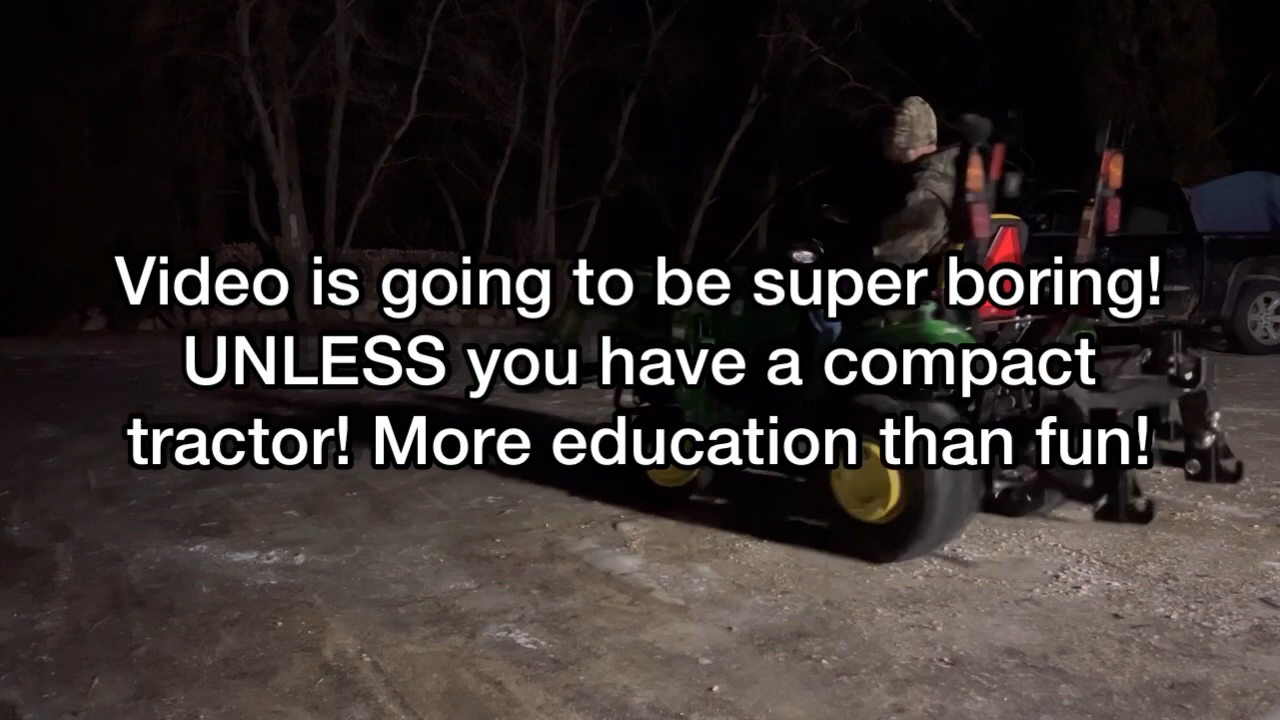 Video is going to be super boring!
UNLESS you have a compact
tractor! More education than fun!